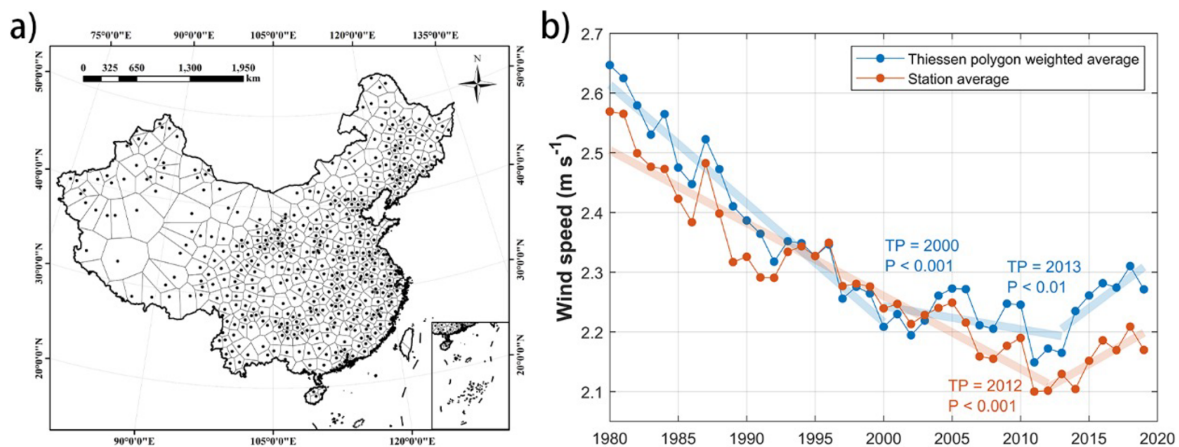 a)
75°0'0"E 90°0'0"E 105°0'0"E 120°0'0"E 135°0'0"E
0 325 650 1,300 1,950
km
N
50°0'0"N
40°0'0"N
30°0'0"N
20°0'0"N
50°0'0"N
40°0'0"N
30°0'0"N
20°0'0"N
90°0'0"E 105°0'0"E 120°0'0"E
b)
Wind speed (m s⁻¹)
2.7
2.6
2.5
2.4
2.3
2.2
2.1
Thiessen polygon weighted average
Station average
TP = 2000
P < 0.001
TP = 2013
P < 0.01
TP = 2012
P < 0.001
1980 1985 1990 1995 2000 2005 2010 2015 2020